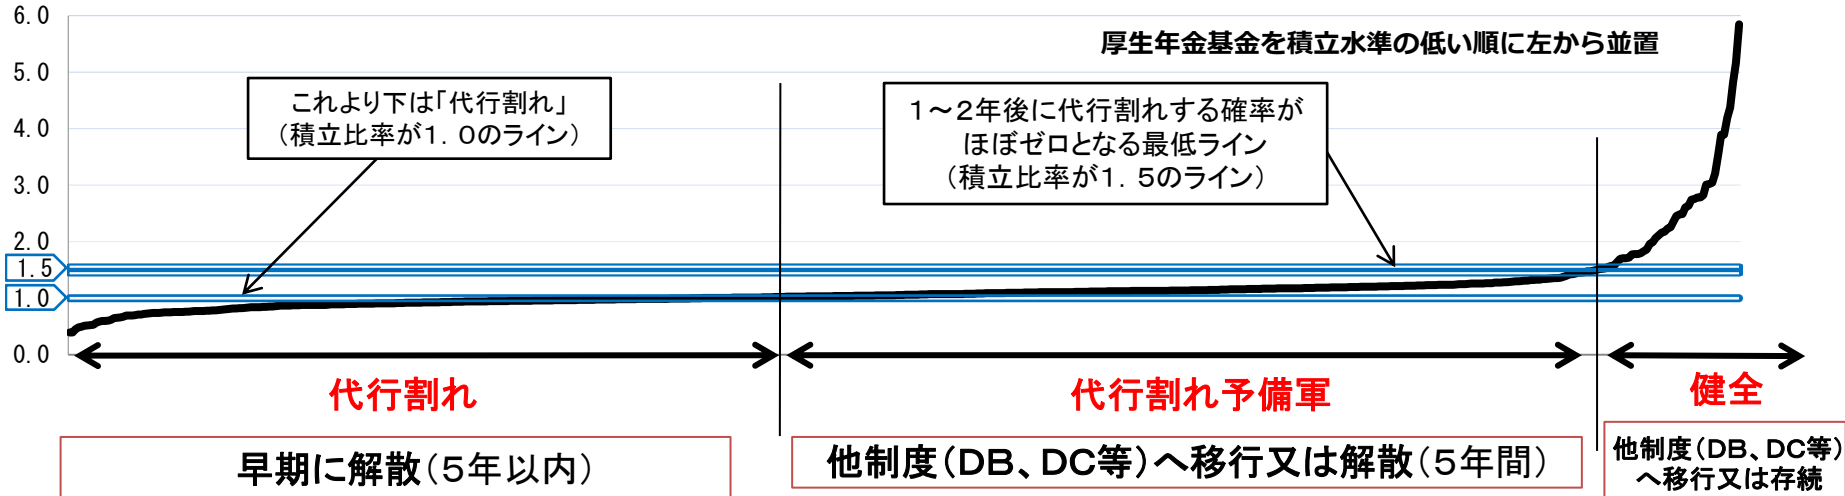 6.0
5.0
4.0
3.0
2.0
1.5
1.0
0.0
厚生年金基金を積立水準の低い順に左から並置
これより下は「代行割れ」
（積立比率が１．０のライン）
１～２年後に代行割れする確率が
ほぼゼロとなる最低ライン
（積立比率が１．５のライン）
代行割れ
代行割れ予備軍
健全
早期に解散（５年以内）
他制度（ＤＢ、ＤＣ等）へ移行又は解散（５年間）
他制度（ＤＢ、ＤＣ等）
へ移行又は存続